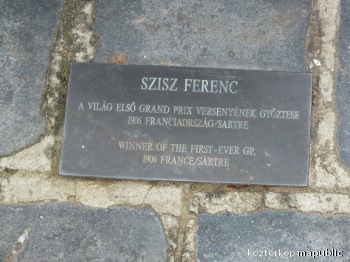 SZISZ FERENC
A VILÁG ELSŐ GRAND PRIX VERSENYÉNEK GYŐZTESE
1906 FRANCIAORSZÁG/SARTRE
WINNER OF THE FIRST-EVER GP.
1906 FRANCE/SARTRE
kozterkep.mapublic